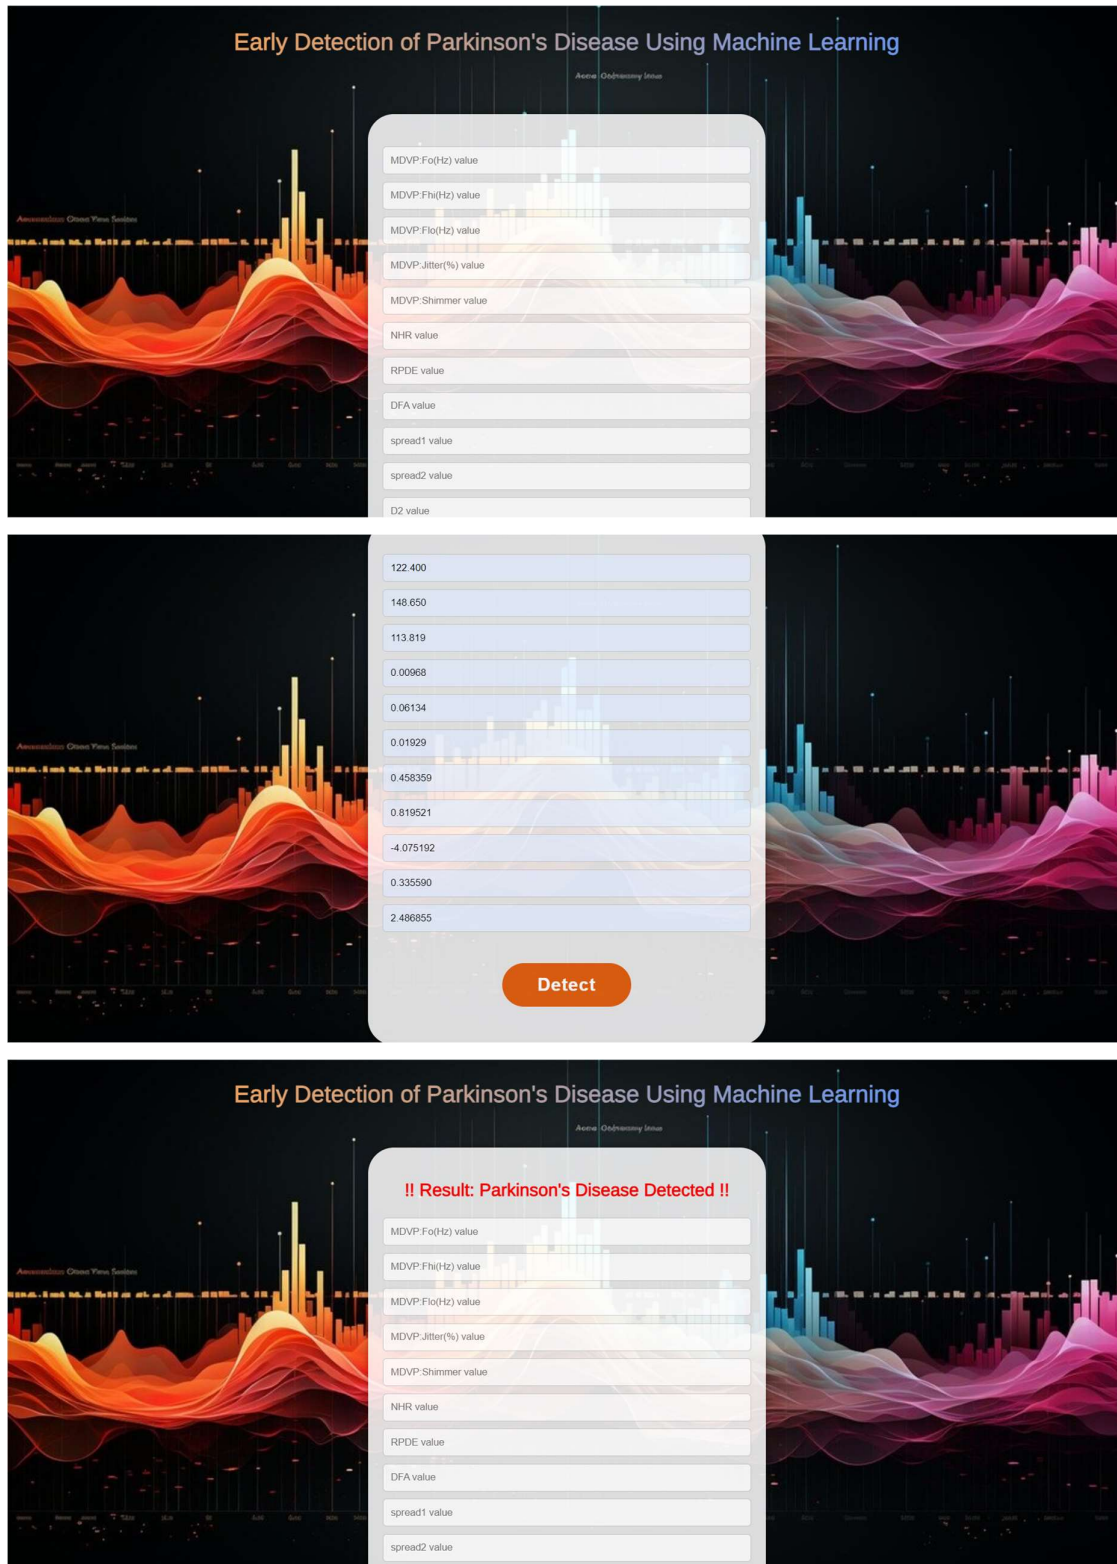 Early Detection of Parkinson's Disease Using Machine Learning
MDVP:Fo(Hz) value
MDVP:Fhi(Hz) value
MDVP:Flo(Hz) value
MDVP:Jitter(%) value
MDVP:Shimmer value
NHR value
RPDE value
DFA value
spread1 value
spread2 value
D2 value
122.400
148.650
113.819
0.00968
0.06134
0.01929
0.458359
0.819521
-4.075192
0.335590
2.486855
Detect
Early Detection of Parkinson's Disease Using Machine Learning
!! Result: Parkinson's Disease Detected !!
MDVP:Fo(Hz) value
MDVP:Fhi(Hz) value
MDVP:Flo(Hz) value
MDVP:Jitter(%) value
MDVP:Shimmer value
NHR value
RPDE value
DFA value
spread1 value
spread2 value